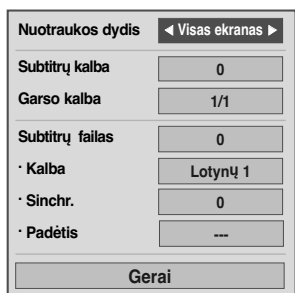 Nuotraukos dydis ◀ Visas ekranas ▶
Subtitrų kalba 0
Garso kalba 1/1
Subtitrų failas 0
· Kalba Lotynų 1
· Sinchr. 0
· Padėtis ---
Gerai